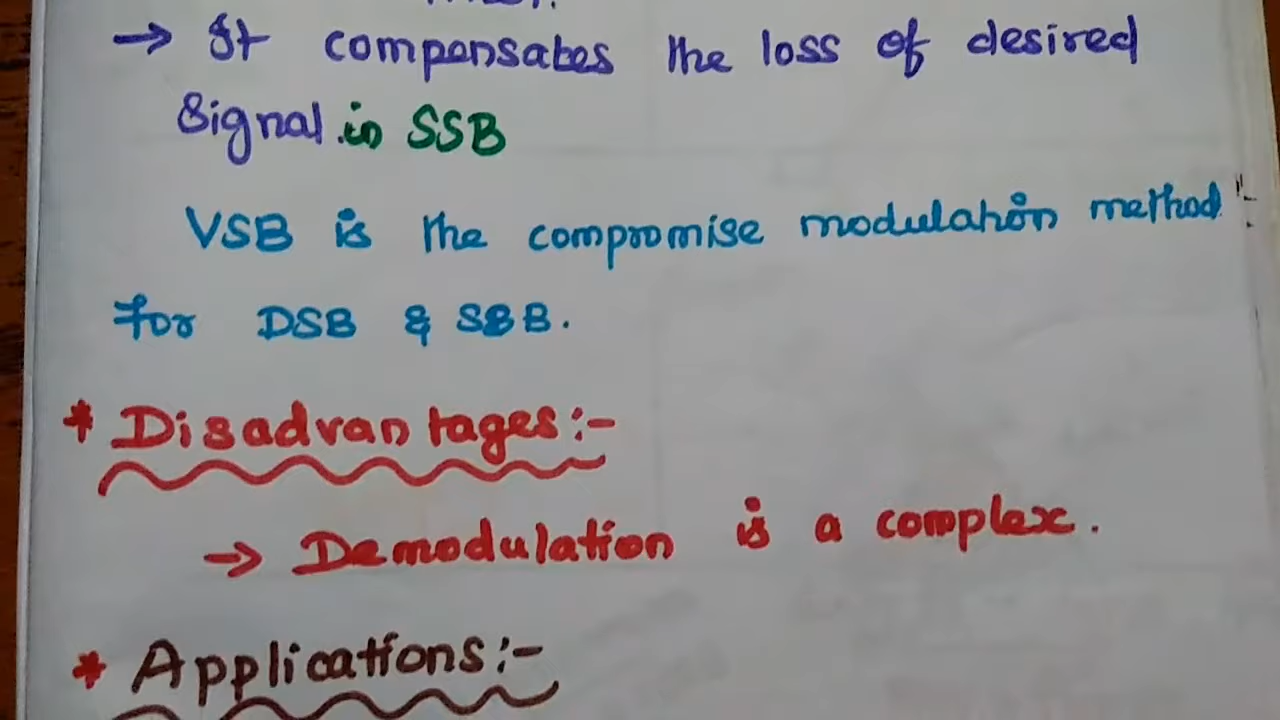 → It compensates the loss of desired
Signal in SSB
VSB is the compromise modulation method
for DSB & SSB.
* Disadvantages:-
→ Demodulation is a complex.
* Applications:-